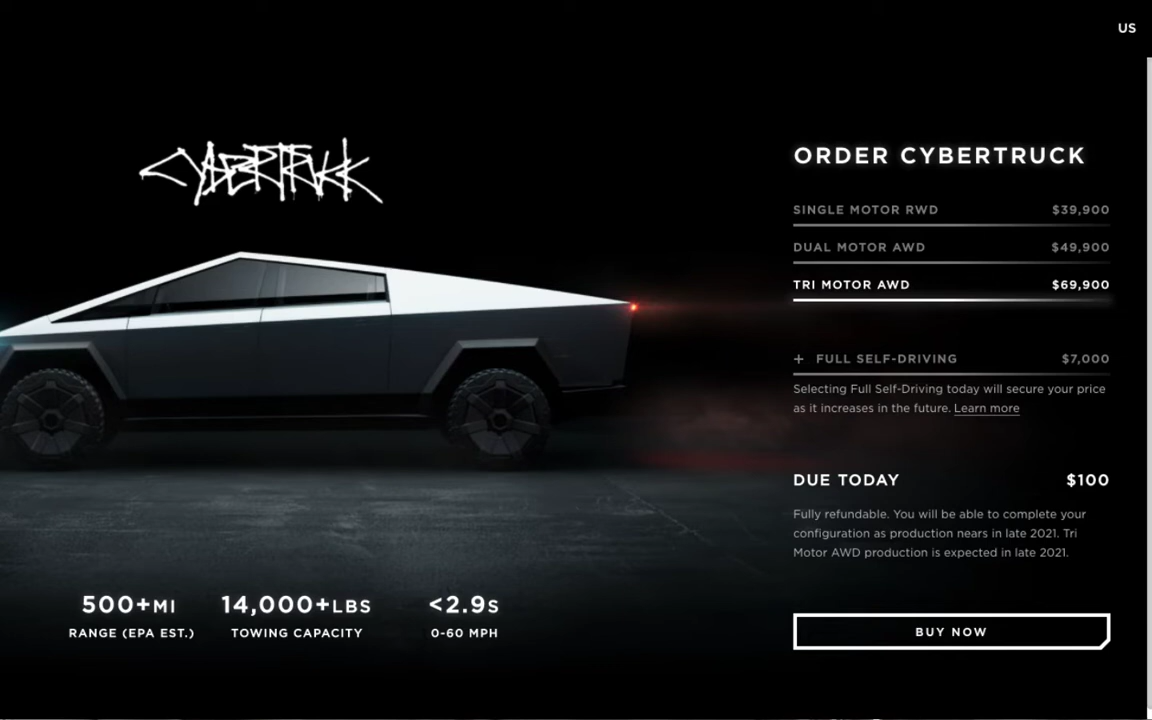 US
CYBERTRUCK
ORDER CYBERTRUCK
SINGLE MOTOR RWD $39,900
DUAL MOTOR AWD $49,900
TRI MOTOR AWD $69,900
+ FULL SELF-DRIVING $7,000
Selecting Full Self-Driving today will secure your price
as it increases in the future. Learn more
DUE TODAY $100
Fully refundable. You will be able to complete your
configuration as production nears in late 2021. Tri
Motor AWD production is expected in late 2021.
500+MI 14,000+LBS <2.9S
RANGE (EPA EST.) TOWING CAPACITY 0-60 MPH
BUY NOW